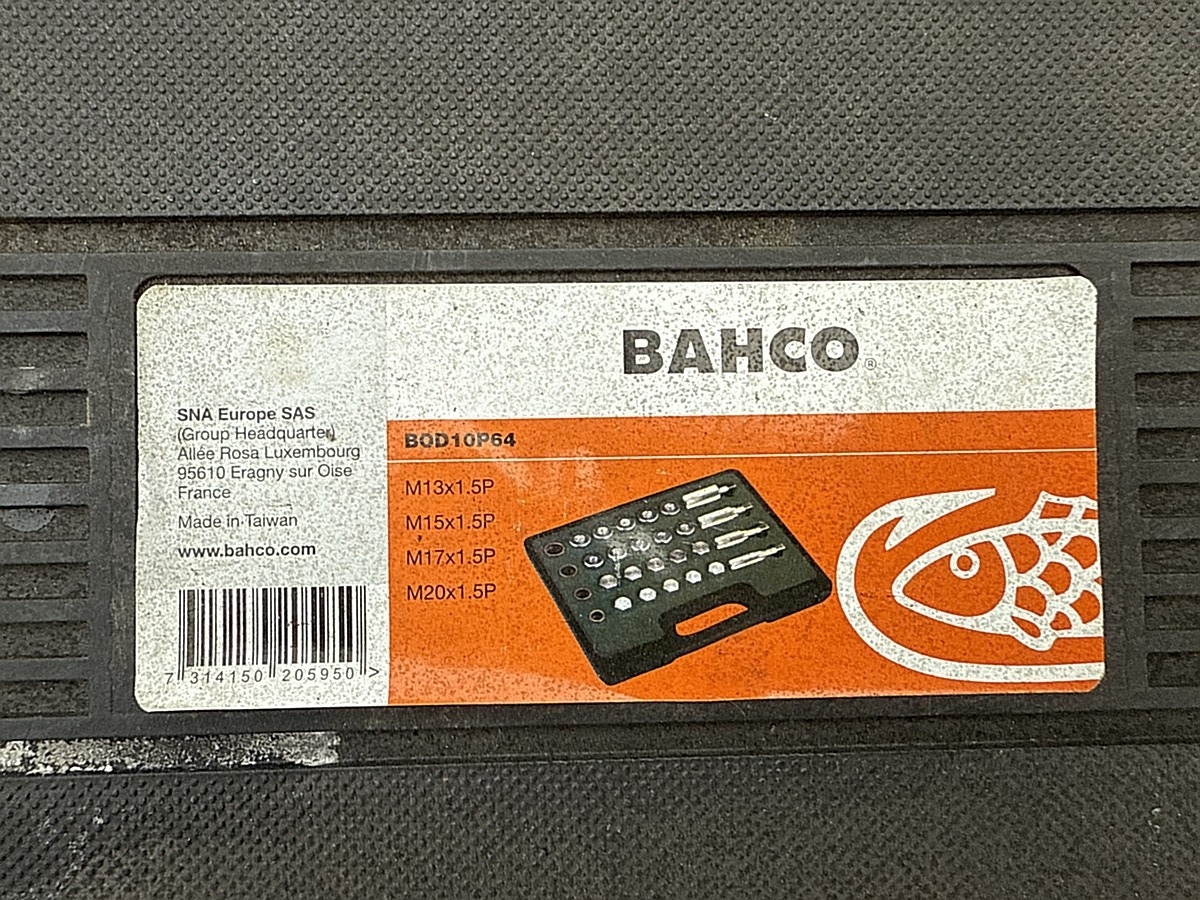 BAHCO®
SNA Europe SAS
(Group Headquarter)
Allée Rosa Luxembourg
95610 Eragny sur Oise
France
Made in Taiwan
www.bahco.com
7 314150 205950 >
BOD10P64
M13x1.5P
M15x1.5P
M17x1.5P
M20x1.5P